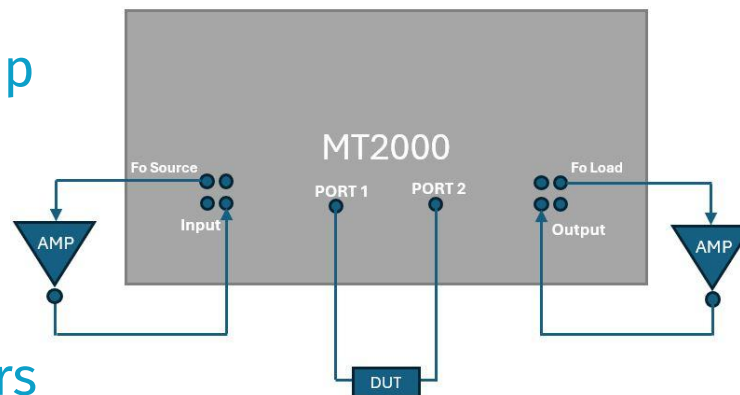 p
MT2000
Fo Source
Fo Load
PORT 1
PORT 2
Input
Output
AMP
AMP
rs
DUT